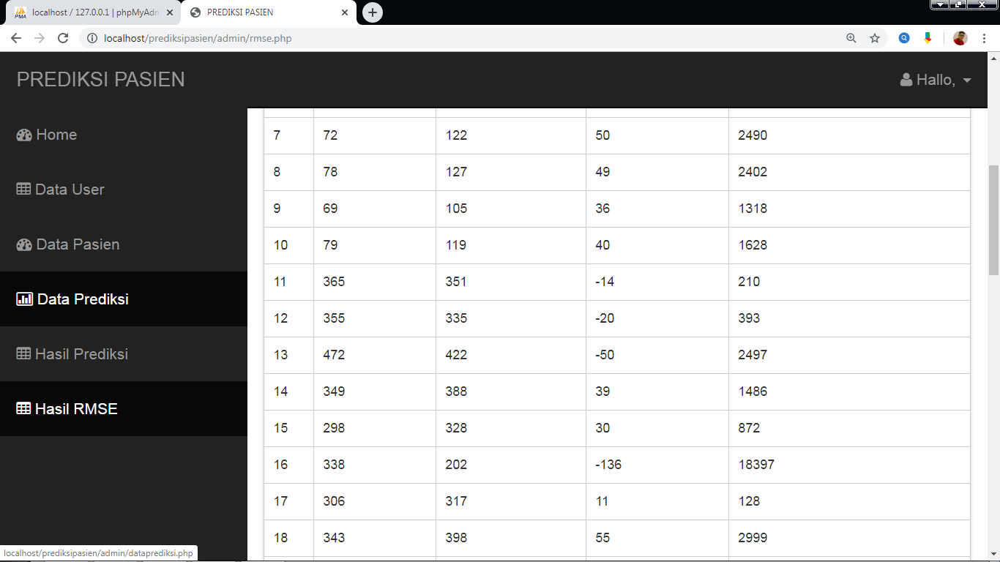 localhost / 127.0.0.1 | phpMyAdm
PREDIKSI PASIEN
localhost/prediksipasien/admin/rmse.php
PREDIKSI PASIEN
Hallo,
Home
Data User
Data Pasien
Data Prediksi
Hasil Prediksi
Hasil RMSE
7 72 122 50 2490
8 78 127 49 2402
9 69 105 36 1318
10 79 119 40 1628
11 365 351 -14 210
12 355 335 -20 393
13 472 422 -50 2497
14 349 388 39 1486
15 298 328 30 872
16 338 202 -136 18397
17 306 317 11 128
18 343 398 55 2999
localhost/prediksipasien/admin/dataprediksi.php